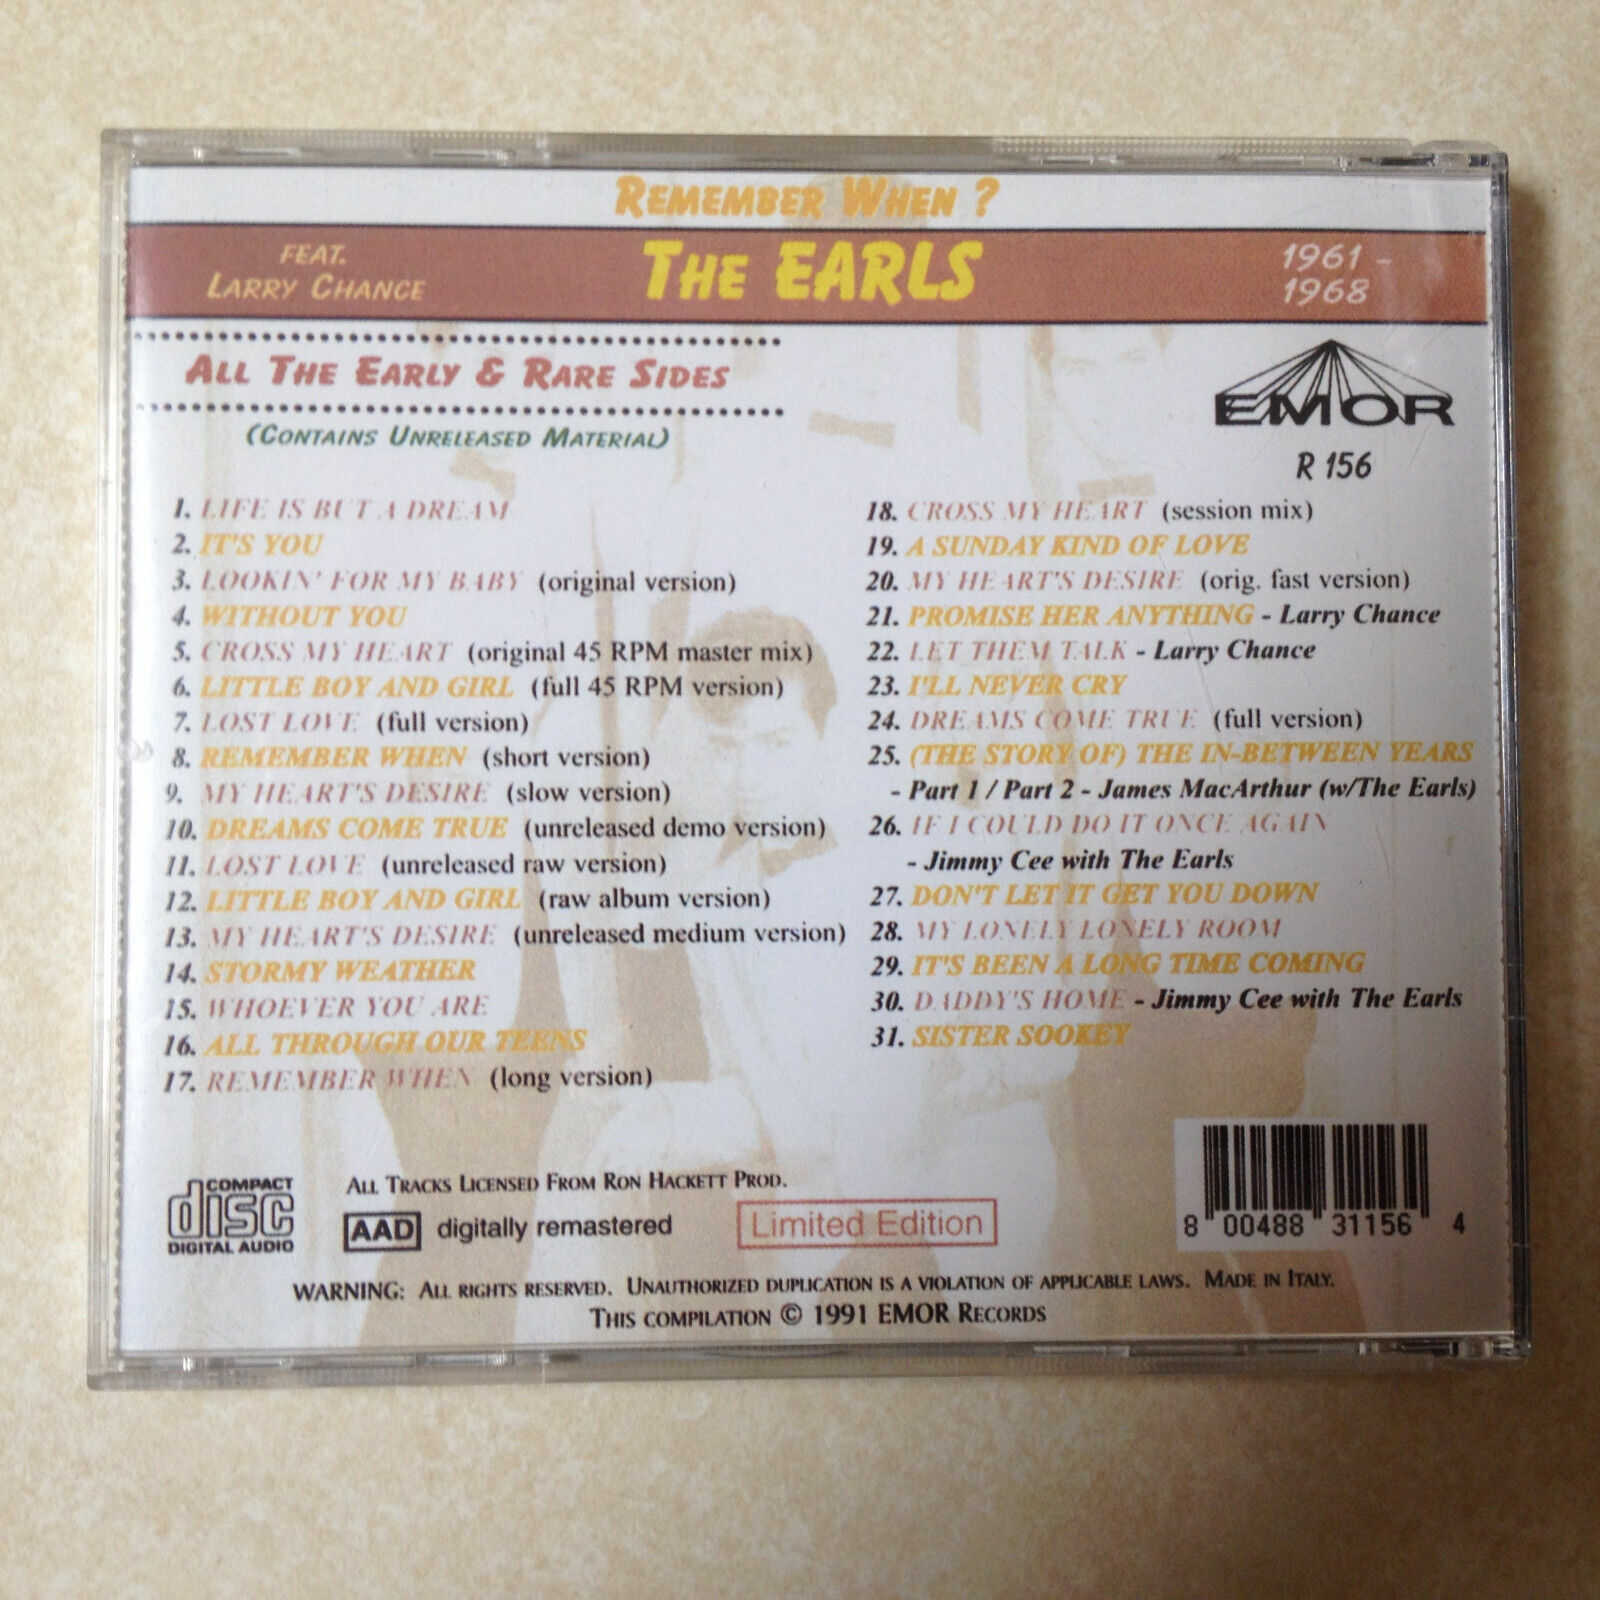 REMEMBER WHEN ?
FEAT.
LARRY CHANCE
THE EARLS
1961 -
1968
ALL THE EARLY & RARE SIDES
(CONTAINS UNRELEASED MATERIAL)
EMOR
R 156
1. LIFE IS BUT A DREAM
2. IT'S YOU
3. LOOKIN' FOR MY BABY (original version)
4. WITHOUT YOU
5. CROSS MY HEART (original 45 RPM master mix)
6. LITTLE BOY AND GIRL (full 45 RPM version)
7. LOST LOVE (full version)
8. REMEMBER WHEN (short version)
9. MY HEART'S DESIRE (slow version)
10. DREAMS COME TRUE (unreleased demo version)
11. LOST LOVE (unreleased raw version)
12. LITTLE BOY AND GIRL (raw album version)
13. MY HEART'S DESIRE (unreleased medium version)
14. STORMY WEATHER
15. WHOEVER YOU ARE
16. ALL THROUGH OUR TEENS
17. REMEMBER WHEN (long version)
18. CROSS MY HEART (session mix)
19. A SUNDAY KIND OF LOVE
20. MY HEART'S DESIRE (orig. fast version)
21. PROMISE HER ANYTHING - Larry Chance
22. LET THEM TALK - Larry Chance
23. I'LL NEVER CRY
24. DREAMS COME TRUE (full version)
25. (THE STORY OF) THE IN-BETWEEN YEARS
- Part 1 / Part 2 - James MacArthur (w/The Earls)
26. IF I COULD DO IT ONCE AGAIN
- Jimmy Cee with The Earls
27. DON'T LET IT GET YOU DOWN
28. MY LONELY LONELY ROOM
29. IT'S BEEN A LONG TIME COMING
30. DADDY'S HOME - Jimmy Cee with The Earls
31. SISTER SOOKEY
COMPACT
disc
DIGITAL AUDIO
ALL TRACKS LICENSED FROM RON HACKETT PROD.
AAD digitally remastered
Limited Edition
8 00488 31156 4
WARNING: ALL RIGHTS RESERVED. UNAUTHORIZED DUPLICATION IS A VIOLATION OF APPLICABLE LAWS. MADE IN ITALY.
THIS COMPILATION © 1991 EMOR RECORDS